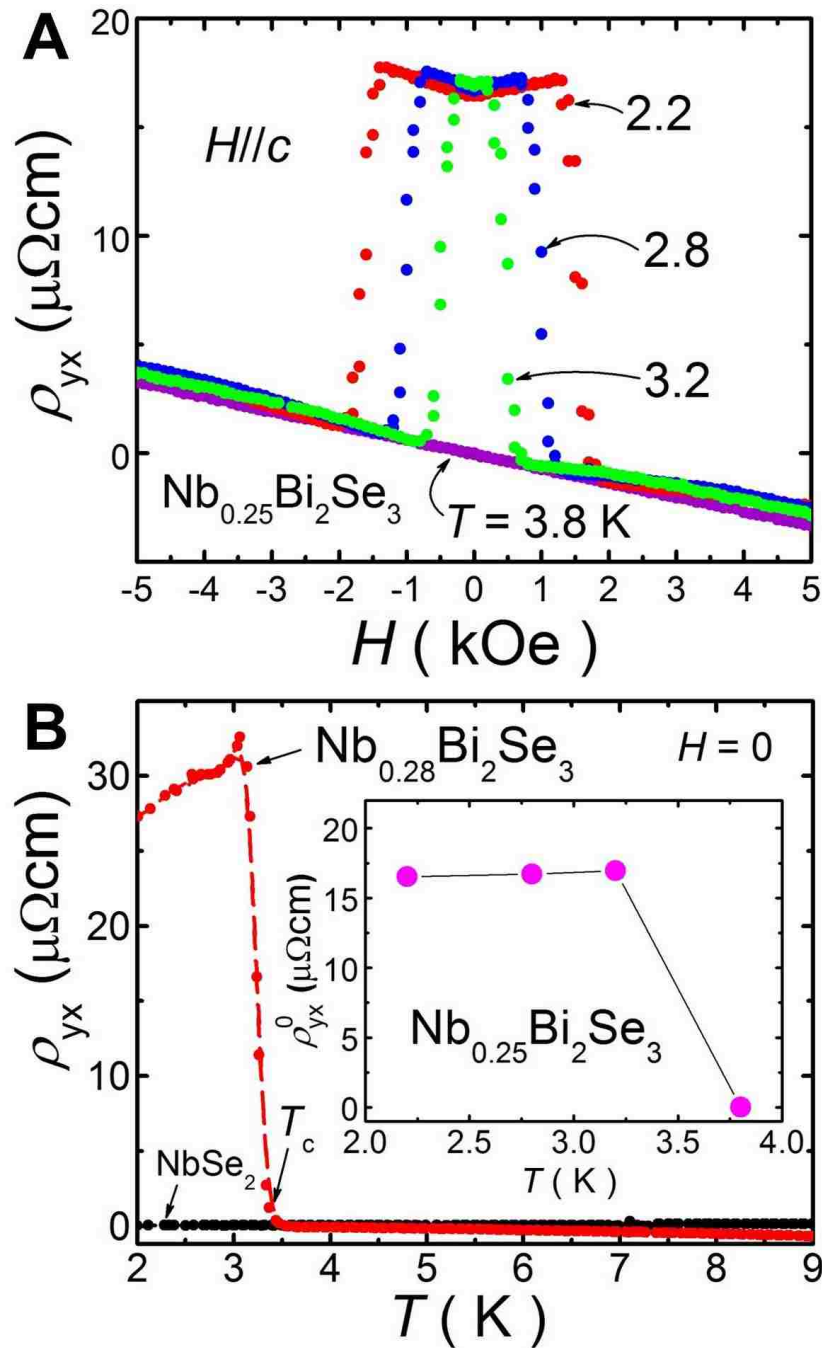 A
20
10
0
ρyx (μΩcm)
H//c
2.2
2.8
3.2
Nb0.25Bi2Se3
T = 3.8 K
-5 -4 -3 -2 -1 0 1 2 3 4 5
H ( kOe)
B
Nb0.28Bi2Se3
H = 0
30
20
10
0
ρyx (μΩcm)
20
15
10
5
0
ρ0yx (μΩcm)
Nb0.25Bi2Se3
2.0 2.5 3.0 3.5 4.0
T ( K)
Tc
NbSe2
2 3 4 5 6 7 8 9
T ( K)